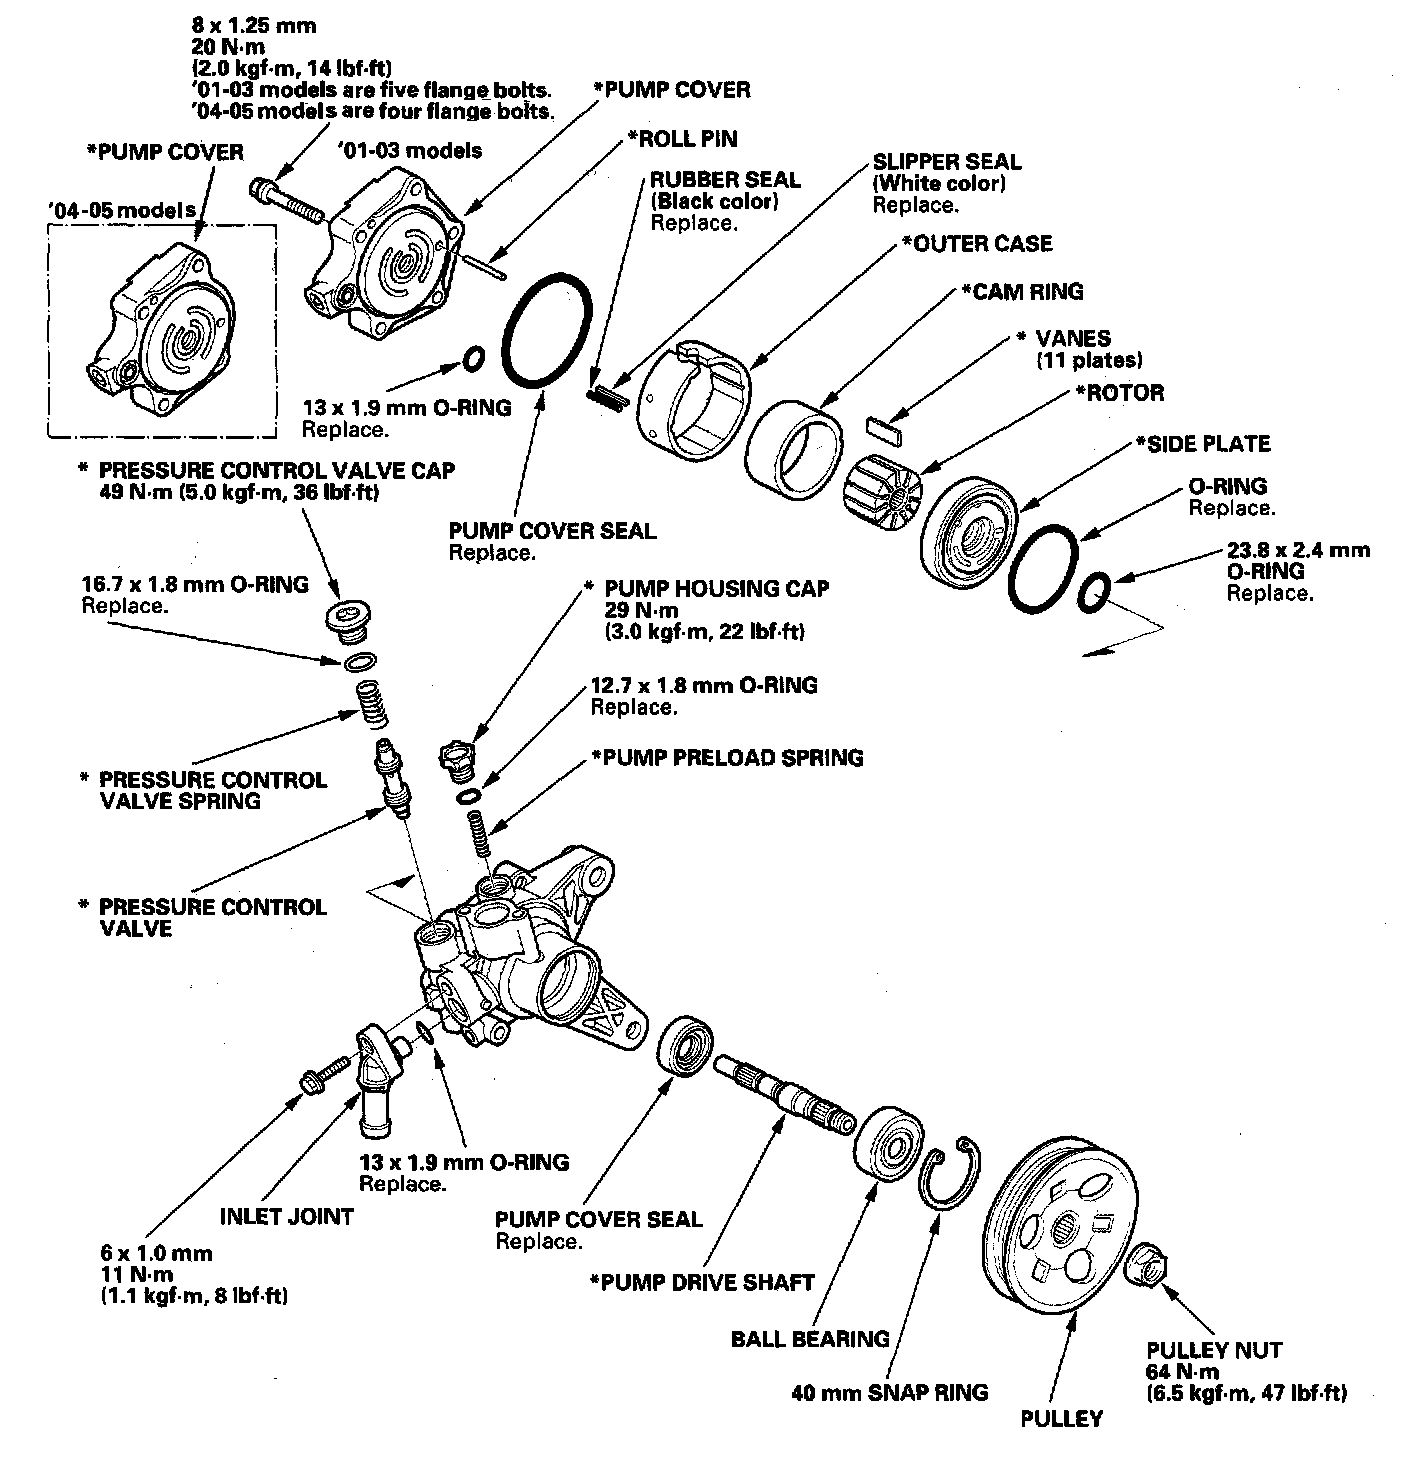 8 x 1.25 mm
20 N·m
(2.0 kgf·m, 14 lbf·ft)
'01-03 models are five flange bolts.
'04-05 models are four flange bolts.
*PUMP COVER
'01-03 models
*PUMP COVER
'04-05 models
*ROLL PIN
RUBBER SEAL
(Black color)
Replace.
SLIPPER SEAL
(White color)
Replace.
*OUTER CASE
*CAM RING
* VANES
(11 plates)
*ROTOR
*SIDE PLATE
O-RING
Replace.
23.8 x 2.4 mm
O-RING
Replace.
13 x 1.9 mm O-RING
Replace.
PUMP COVER SEAL
Replace.
* PRESSURE CONTROL VALVE CAP
49 N·m (5.0 kgf·m, 36 lbf·ft)
16.7 x 1.8 mm O-RING
Replace.
* PUMP HOUSING CAP
29 N·m
(3.0 kgf·m, 22 lbf·ft)
12.7 x 1.8 mm O-RING
Replace.
*PUMP PRELOAD SPRING
* PRESSURE CONTROL
VALVE SPRING
* PRESSURE CONTROL
VALVE
13 x 1.9 mm O-RING
Replace.
INLET JOINT
6 x 1.0 mm
11 N·m
(1.1 kgf·m, 8 lbf·ft)
PUMP COVER SEAL
Replace.
*PUMP DRIVE SHAFT
BALL BEARING
40 mm SNAP RING
PULLEY
PULLEY NUT
64 N·m
(6.5 kgf·m, 47 lbf·ft)